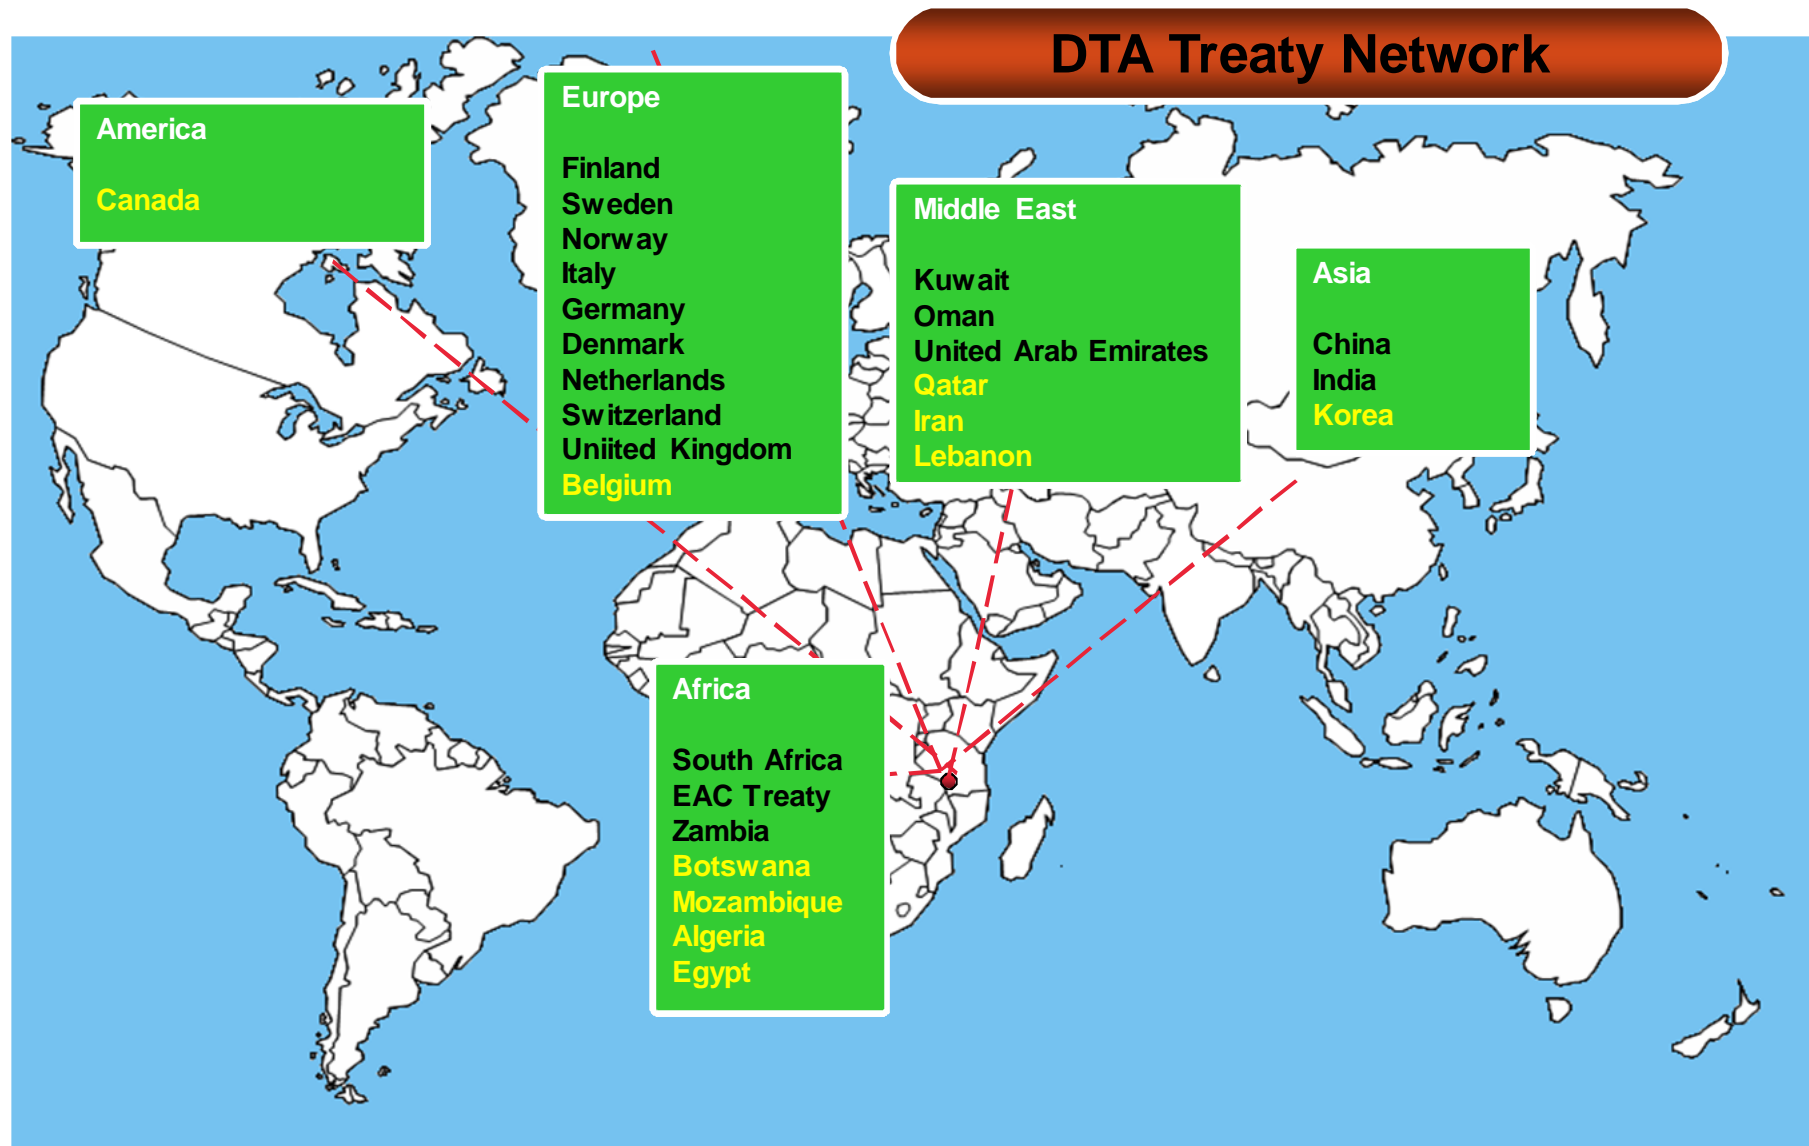 DTA Treaty Network
America
Canada
Europe
Finland
Sweden
Norway
Italy
Germany
Denmark
Netherlands
Switzerland
Uniited Kingdom
Belgium
Middle East
Kuwait
Oman
United Arab Emirates
Qatar
Iran
Lebanon
Asia
China
India
Korea
Africa
South Africa
EAC Treaty
Zambia
Botswana
Mozambique
Algeria
Egypt